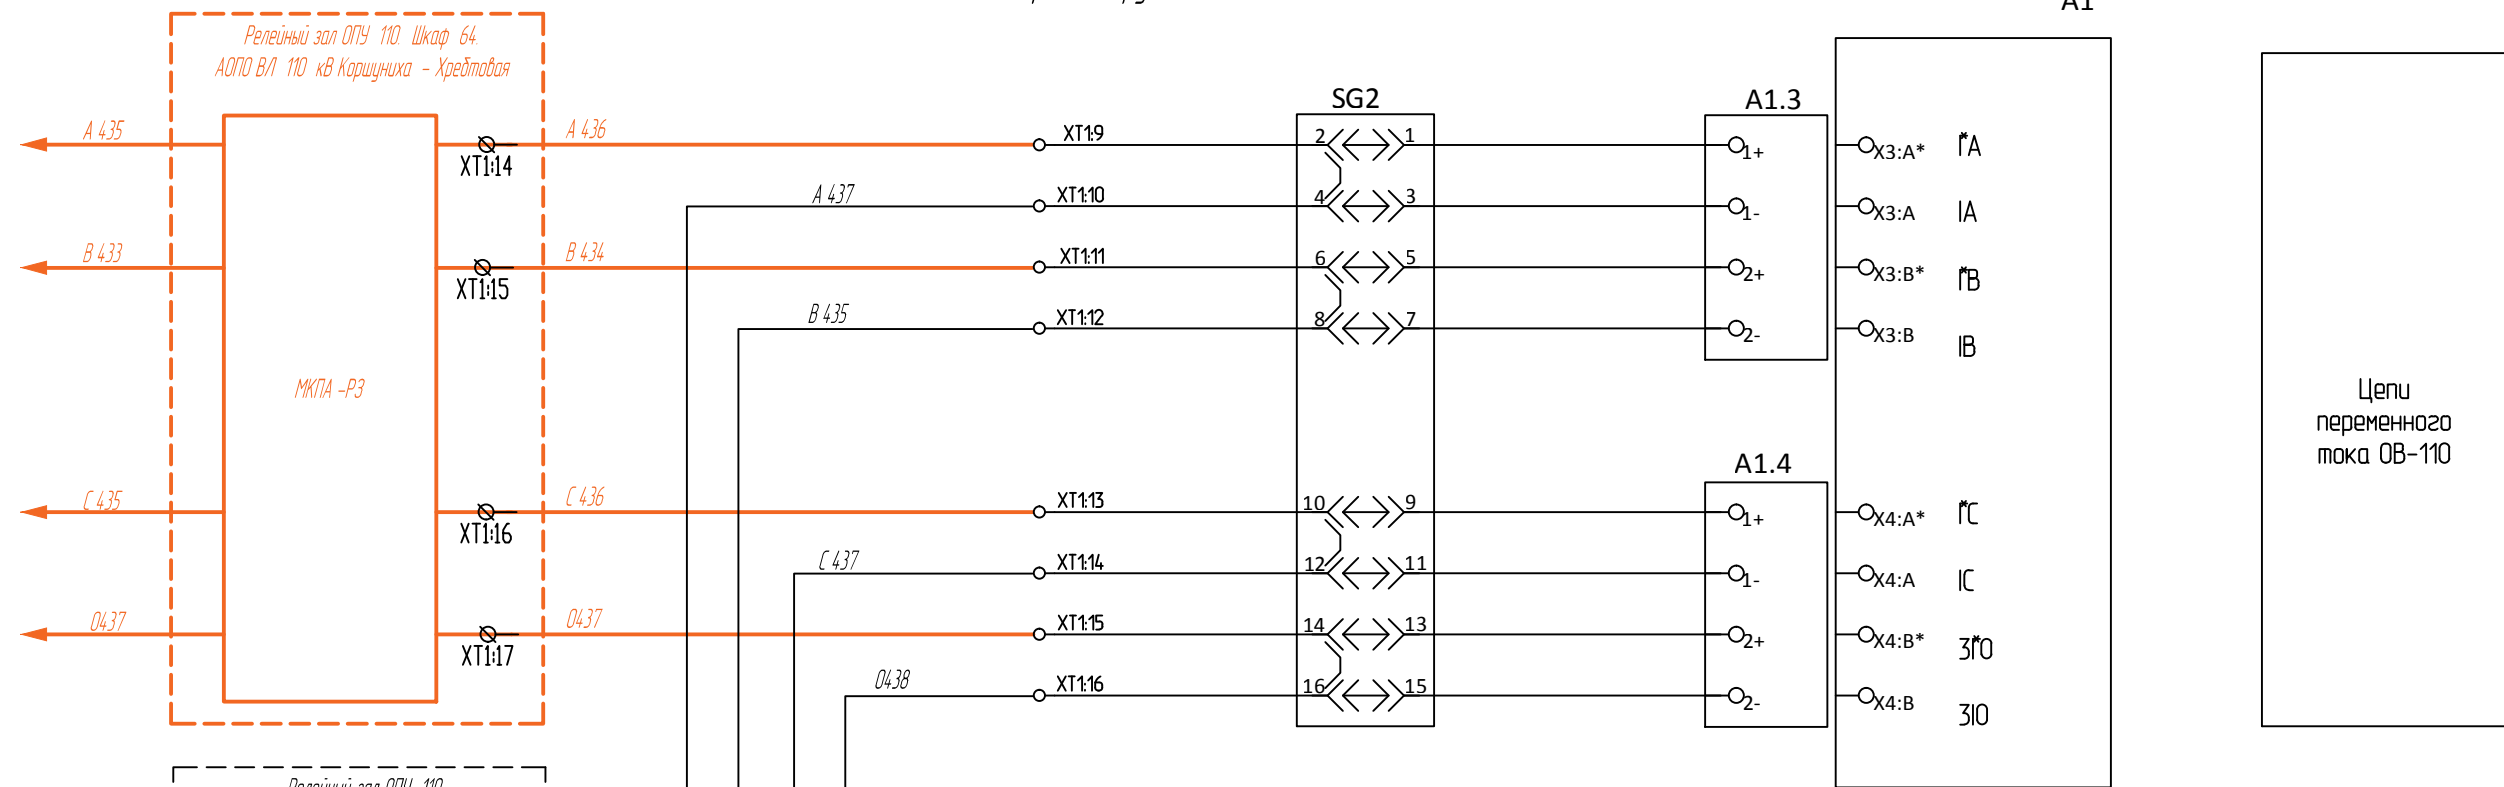 A1
Релейный зал ОПУ 110. Шкаф 64.
АОПО ВЛ 110 кВ Коршуниха - Хребтовая
SG2
A1.3
A 435
A 436
XT1:9
2
1
1+
X3:A*
I*A
XT1:14
A 437
XT1:10
4
3
1-
X3:A
IA
B 433
B 434
XT1:11
6
5
2+
X3:B*
I*B
XT1:15
B 435
XT1:12
8
7
2-
X3:B
IB
МКПА-РЗ
Цепи
переменного
тока ОВ-110
A1.4
C 435
C 436
XT1:13
10
9
1+
X4:A*
I*C
XT1:16
C 437
XT1:14
12
11
1-
X4:A
IC
0437
0437
XT1:15
14
13
2+
X4:B*
3I*0
XT1:17
0438
XT1:16
16
15
2-
X4:B
3I0
Релейный зал ОПУ 110